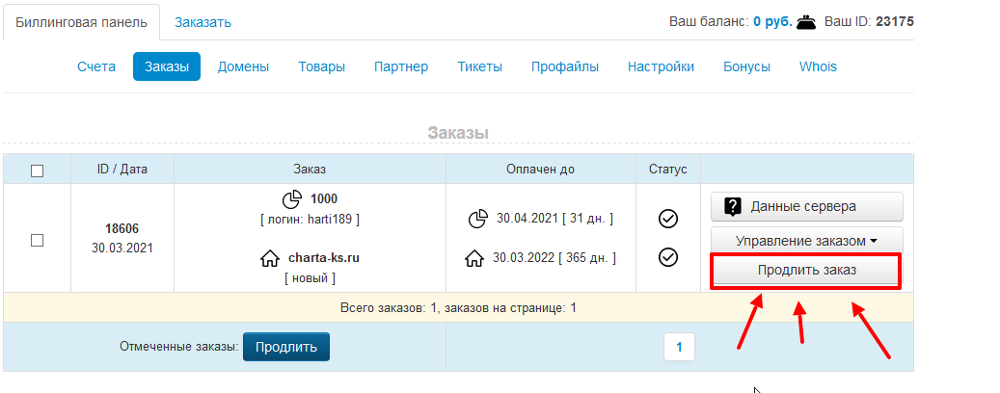 Биллинговая панель Заказать Ваш баланс: 0 руб. Ваш ID: 23175
Счета Заказы Домены Товары Партнер Тикеты Профайлы Настройки Бонусы Whois
Заказы
ID / Дата Заказ Оплачен до Статус
18606
30.03.2021
1000
[ логин: harti189 ]
charta-ks.ru
[ новый ]
30.04.2021 [ 31 дн. ]
30.03.2022 [ 365 дн. ]
Данные сервера
Управление заказом
Продлить заказ
Всего заказов: 1, заказов на странице: 1
Отмеченные заказы: Продлить 1